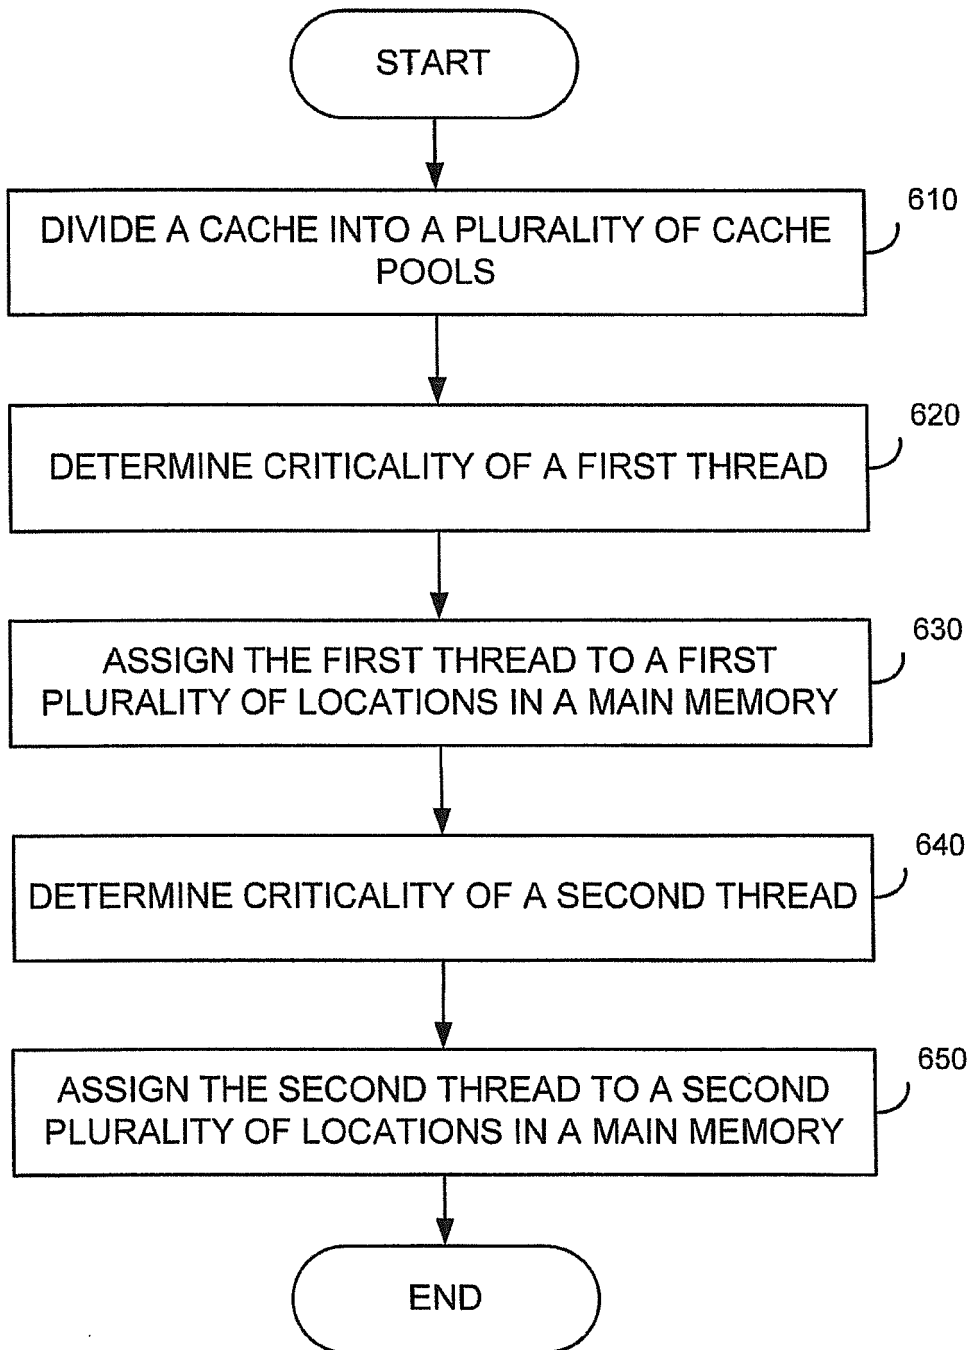 START
610
DIVIDE A CACHE INTO A PLURALITY OF CACHE
POOLS
620
DETERMINE CRITICALITY OF A FIRST THREAD
630
ASSIGN THE FIRST THREAD TO A FIRST
PLURALITY OF LOCATIONS IN A MAIN MEMORY
640
DETERMINE CRITICALITY OF A SECOND THREAD
650
ASSIGN THE SECOND THREAD TO A SECOND
PLURALITY OF LOCATIONS IN A MAIN MEMORY
END